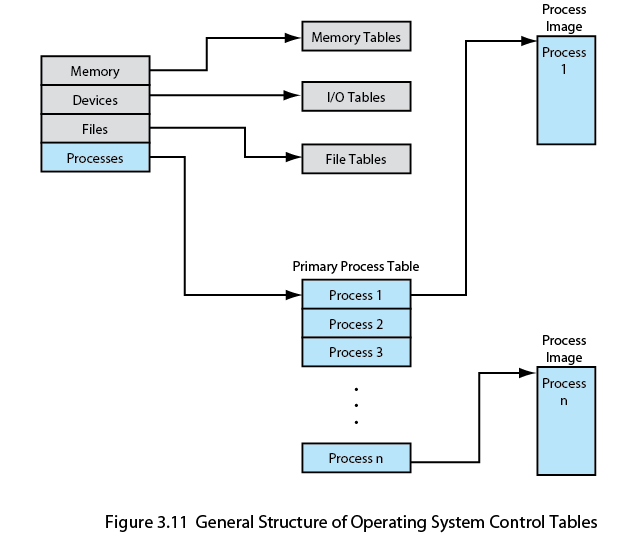 Memory
Devices
Files
Processes
Memory Tables
I/O Tables
File Tables
Primary Process Table
Process 1
Process 2
Process 3
.
.
.
Process n
Process
Image
Process
1
Process
Image
Process
n
Figure 3.11 General Structure of Operating System Control Tables